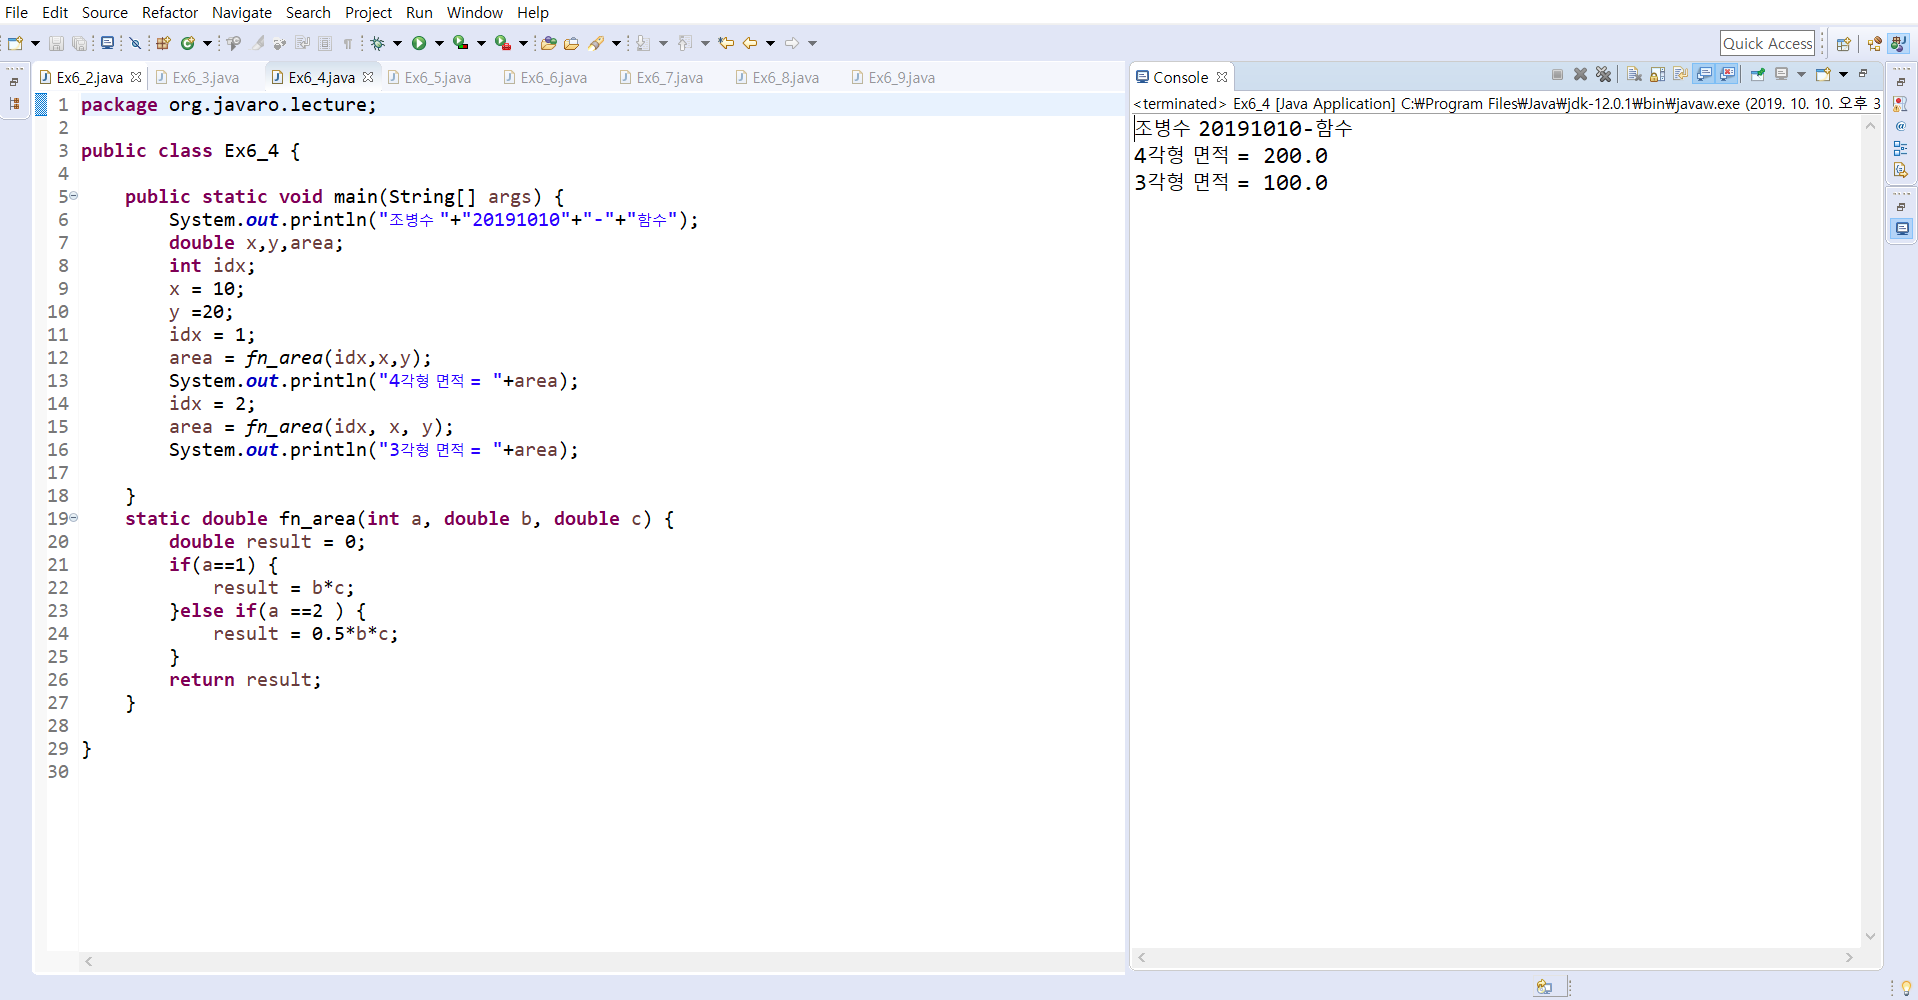 File Edit Source Refactor Navigate Search Project Run Window Help
Quick Access
Ex6_2.java Ex6_3.java Ex6_4.java Ex6_5.java Ex6_6.java Ex6_7.java Ex6_8.java Ex6_9.java
1 package org.javaro.lecture;
2
3 public class Ex6_4 {
4
5 public static void main(String[] args) {
6 System.out.println("조병수 "+"20191010"+"-"+"함수");
7 double x,y,area;
8 int idx;
9 x = 10;
10 y =20;
11 idx = 1;
12 area = fn_area(idx,x,y);
13 System.out.println("4각형 면적 = "+area);
14 idx = 2;
15 area = fn_area(idx, x, y);
16 System.out.println("3각형 면적 = "+area);
17
18 }
19 static double fn_area(int a, double b, double c) {
20 double result = 0;
21 if(a==1) {
22 result = b*c;
23 }else if(a ==2 ) {
24 result = 0.5*b*c;
25 }
26 return result;
27 }
28
29 }
30
Console
<terminated> Ex6_4 [Java Application] C:₩Program Files₩Java₩jdk-12.0.1₩bin₩javaw.exe (2019. 10. 10. 오후 3
조병수 20191010-함수
4각형 면적 = 200.0
3각형 면적 = 100.0